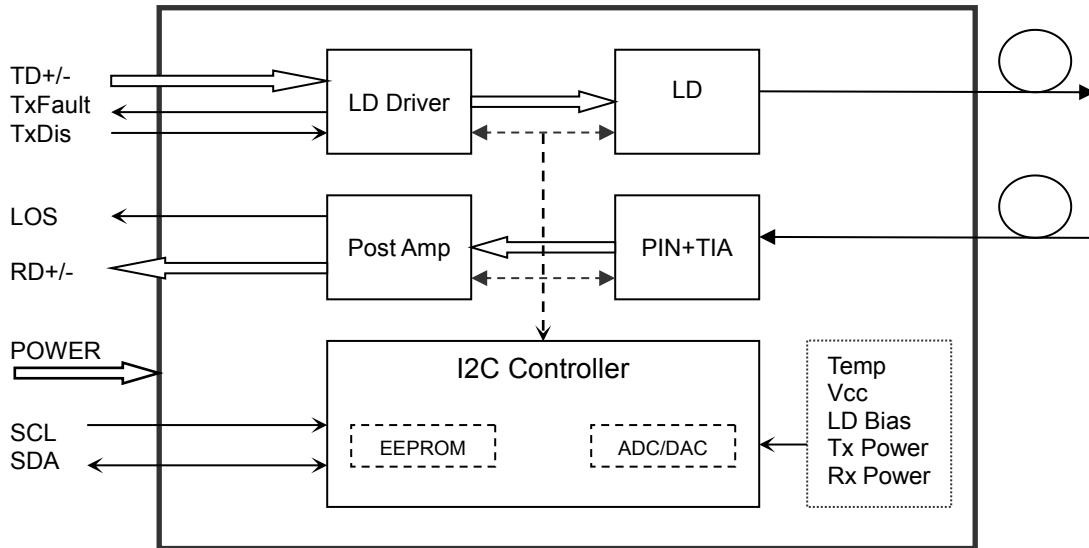 TD+/-
TxFault
TxDis
LD Driver
LD
LOS
RD+/-
Post Amp
PIN+TIA
POWER
SCL
SDA
I2C Controller
EEPROM
ADC/DAC
Temp
Vcc
LD Bias
Tx Power
Rx Power